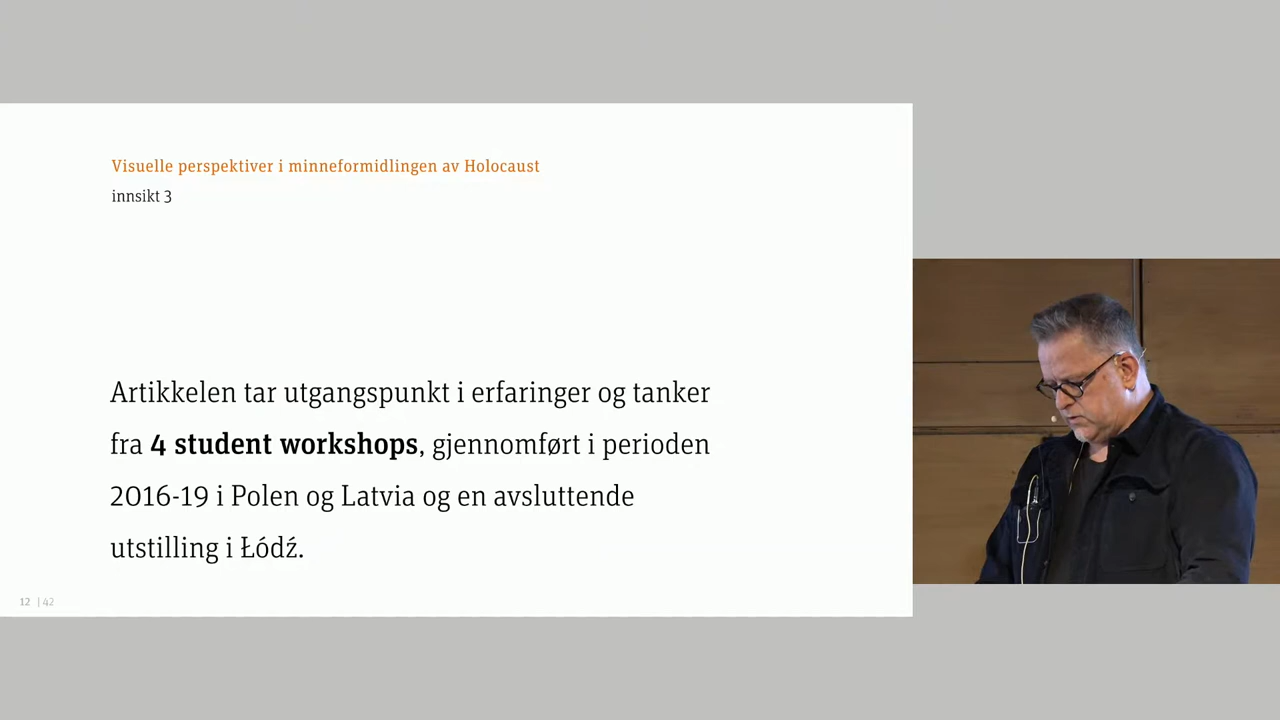 Visuelle perspektiver i minneformidlingen av Holocaust
innsikt 3
Artikkelen tar utgangspunkt i erfaringer og tanker
fra 4 student workshops, gjennomført i perioden
2016-19 i Polen og Latvia og en avsluttende
utstilling i Łódź.
12 | 42